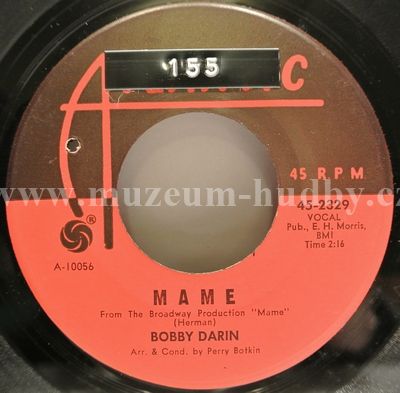 155
45 RPM
www.muzeum-hudby.cz
45-2329
VOCAL
Pub., E. H. Morris,
BMI
Time 2:16
®
A-10056
MAME
From The Broadway Production "Mame"
(Herman)
BOBBY DARIN
Arr. & Cond. by Perry Botkin